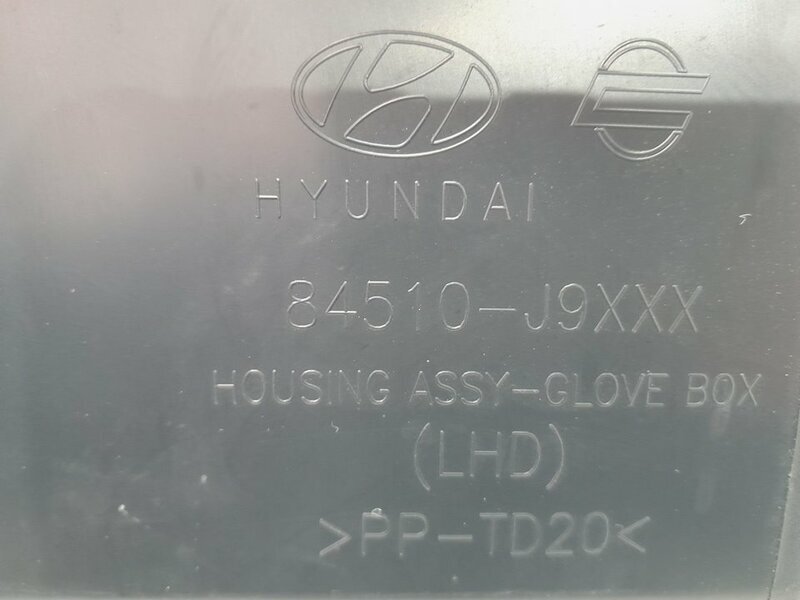 HYUNDAI
84510-J9XXX
HOUSING ASSY-GLOVE BOX
(LHD)
>PP-TD20<